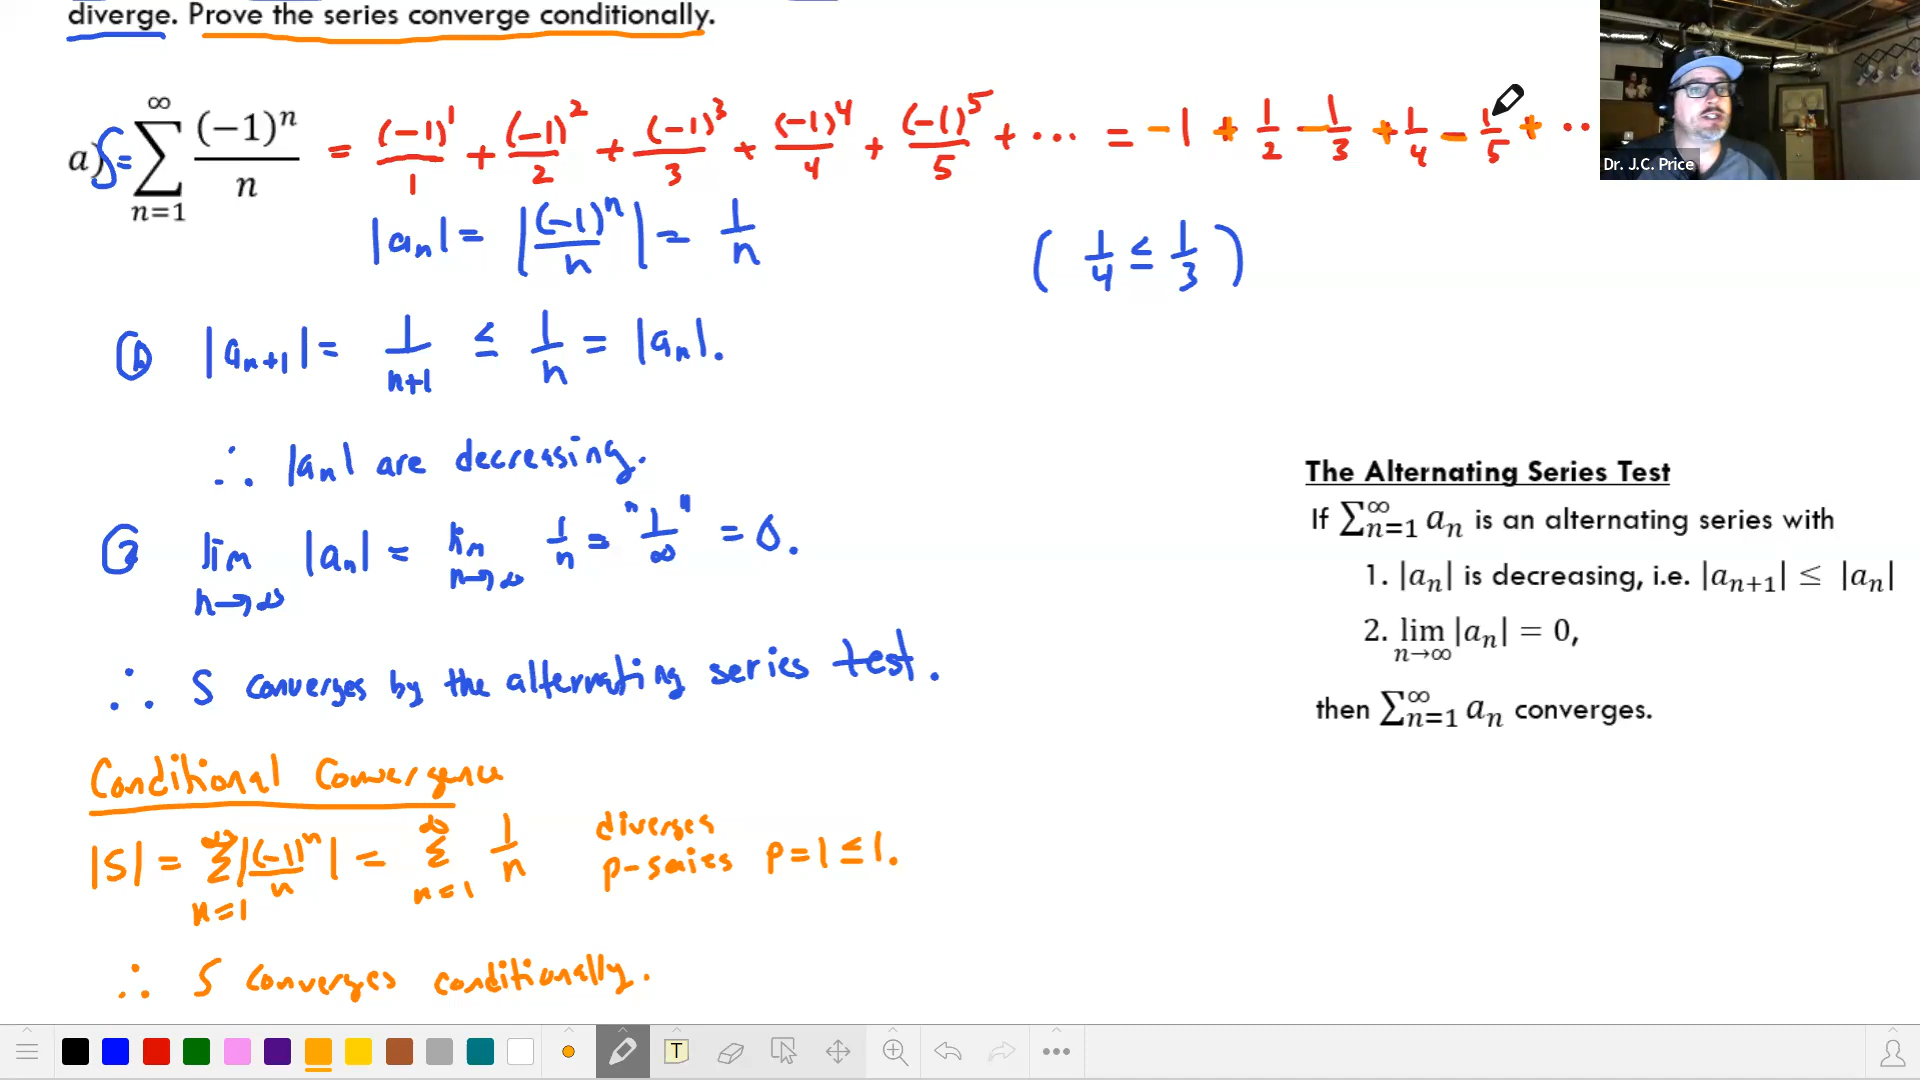 diverge. Prove the series converge conditionally.
a) S = ∑_{n=1}^{∞} (−1)^n / n = (−1)^1/1 + (−1)^2/2 + (−1)^3/3 + (−1)^4/4 + (−1)^5/5 + ⋯ = −1 + 1/2 − 1/3 + 1/4 − 1/5 + ⋯
Dr. J.C. Price
|a_n| = |(−1)^n / n| = 1/n
( 1/4 ≤ 1/3 )
① |a_{n+1}| = 1/(n+1) ≤ 1/n = |a_n|.
∴ |a_n| are decreasing.
② lim_{n→∞} |a_n| = lim_{n→∞} 1/n = "1/∞" = 0.
∴ S converges by the alternating series test.
The Alternating Series Test
If ∑_{n=1}^{∞} a_n is an alternating series with
1. |a_n| is decreasing, i.e. |a_{n+1}| ≤ |a_n|
2. lim_{n→∞} |a_n| = 0,
then ∑_{n=1}^{∞} a_n converges.
Conditional Convergence
|S| = ∑_{n=1}^{∞} |(−1)^n / n| = ∑_{n=1}^{∞} 1/n diverges
p-series p = 1 ≤ 1.
∴ S converges conditionally.
T